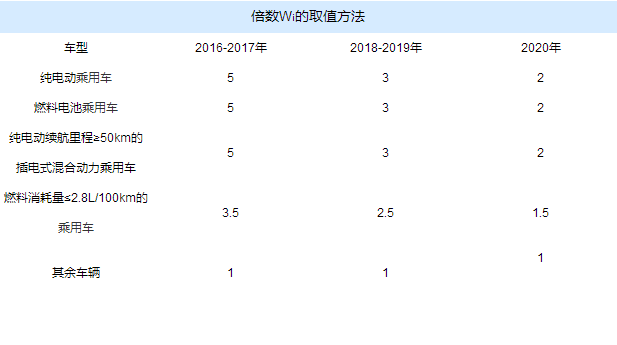 倍数Wi的取值方法
车型 2016-2017年 2018-2019年 2020年
纯电动乘用车 5 3 2
燃料电池乘用车 5 3 2
纯电动续航里程≥50km的
插电式混合动力乘用车 5 3 2
燃料消耗量≤2.8L/100km的
乘用车 3.5 2.5 1.5
其余车辆 1 1 1